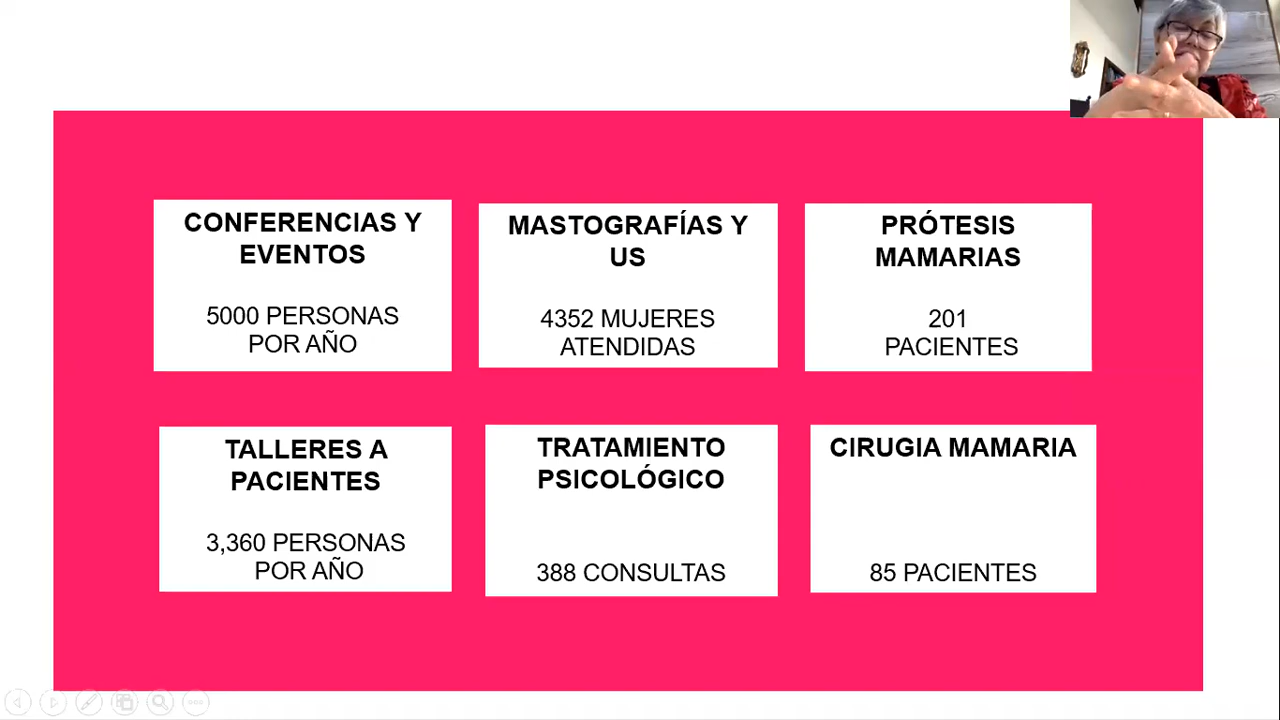 CONFERENCIAS Y
EVENTOS
5000 PERSONAS
POR AÑO
MASTOGRAFÍAS Y
US
4352 MUJERES
ATENDIDAS
PRÓTESIS
MAMARIAS
201
PACIENTES
TALLERES A
PACIENTES
3,360 PERSONAS
POR AÑO
TRATAMIENTO
PSICOLÓGICO
388 CONSULTAS
CIRUGIA MAMARIA
85 PACIENTES